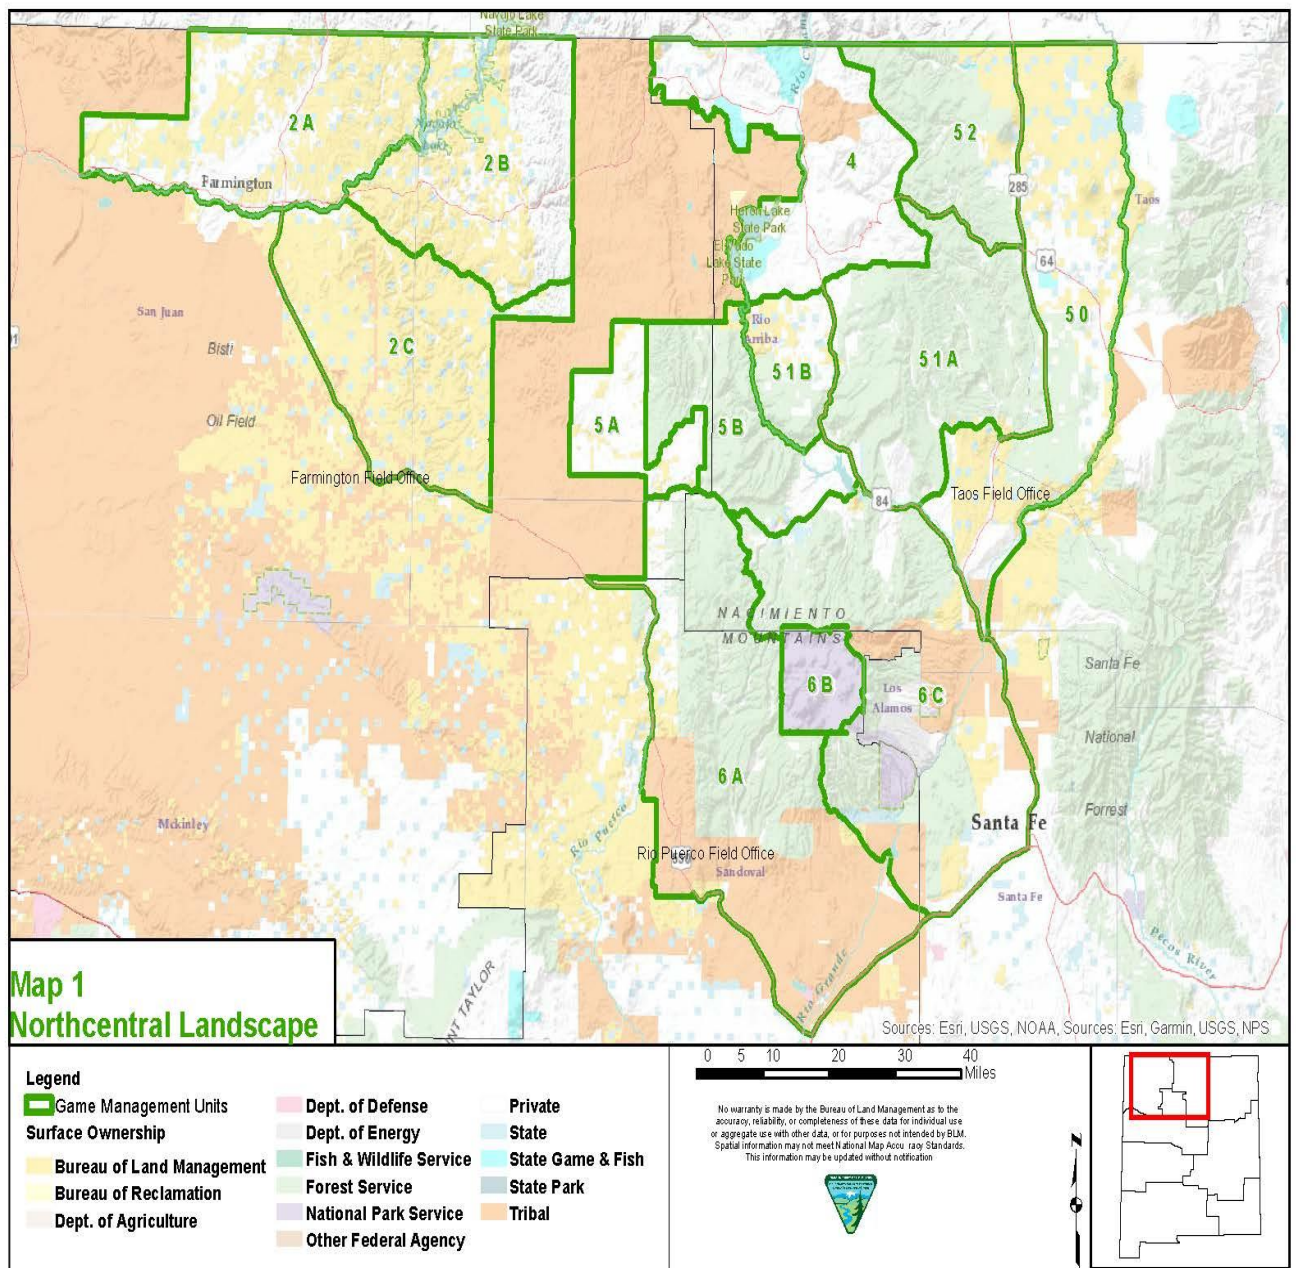 Navajo Lake
State Park
Rio Chama
2 A
Navajo
Lake
2 B
4
5 2
Farmington
285
Taos
Heron Lake
State Park
El Vado
Lake State
Park
64
San Juan
Bisti
2 C
Rio
Arriba
5 0
5 1 B
5 1 A
Oil Field
5 A
5 B
Farmington Field Office
84
Taos Field Office
NACIMIENTO
MOUNTAINS
Santa Fe
6 B
Los
Alamos
6 C
National
6 A
Mckinley
Rio Puerco
Santa Fe
Forrest
Rio Puerco Field Office
550
Sandoval
Santa Fe
Rio Grande
Pecos River
NT TAYLOR
Map 1
Northcentral Landscape
Sources: Esri, USGS, NOAA, Sources: Esri, Garmin, USGS, NPS
Legend
Game Management Units
Surface Ownership
Bureau of Land Management
Bureau of Reclamation
Dept. of Agriculture
Dept. of Defense
Dept. of Energy
Fish & Wildlife Service
Forest Service
National Park Service
Other Federal Agency
Private
State
State Game & Fish
State Park
Tribal
0 5 10 20 30 40
Miles
No warranty is made by the Bureau of Land Management as to the
accuracy, reliability, or completeness of these data for individual use
or aggregate use with other data, or for purposes not intended by BLM.
Spatial information may not meet National Map Accu racy Standards.
This information may be updated without notification
N